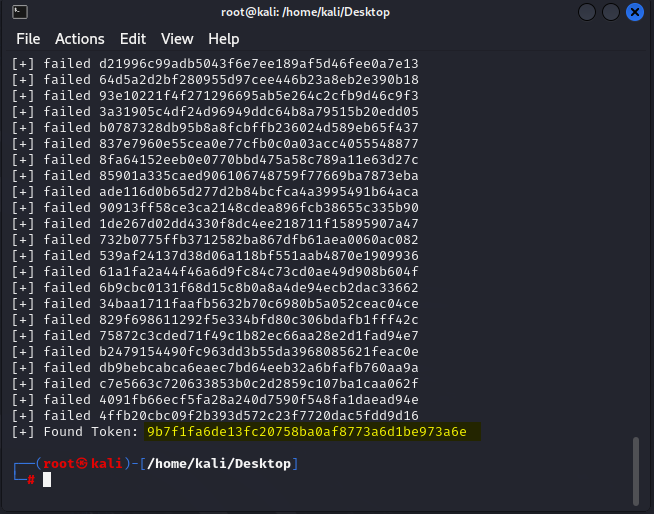 root@kali: /home/kali/Desktop
File Actions Edit View Help
[+] failed d21996c99adb5043f6e7ee189af5d46fee0a7e13
[+] failed 64d5a2d2bf280955d97cee446b23a8eb2e390b18
[+] failed 93e10221f4f271296695ab5e264c2cfb9d46c9f3
[+] failed 3a31905c4df24d96949ddc64b8a79515b20edd05
[+] failed b0787328db95b8a8fcbffb236024d589eb65f437
[+] failed 837e7960e55cea0e77cfb0c0a03acc4055548877
[+] failed 8fa64152eeb0e0770bbd475a58c789a11e63d27c
[+] failed 85901a335caed906106748759f77669ba7873eba
[+] failed ade116d0b65d277d2b84bcfca4a3995491b64aca
[+] failed 90913ff58ce3ca2148cdea896fcb38655c335b90
[+] failed 1de267d02dd4330f8dc4ee218711f15895907a47
[+] failed 732b0775ffb3712582ba867dfb61aea0060ac082
[+] failed 539af24137d38d06a118bf551aab4870e1909936
[+] failed 61a1fa2a44f46a6d9fc84c73cd0ae49d908b604f
[+] failed 6b9cbc0131f68d15c8b0a8a4de94ecb2dac33662
[+] failed 34baa1711faafb5632b70c6980b5a052ceac04ce
[+] failed 829f698611292f5e334bfd80c306bdafb1fff42c
[+] failed 75872c3cded71f49c1b82ec66aa28e2d1fad94e7
[+] failed b2479154490fc963dd3b55da3968085621feac0e
[+] failed db9bebcabca6eaec7bd64eeb32a6bfafb760aa9a
[+] failed c7e5663c720633853b0c2d2859c107ba1caa062f
[+] failed 4091fb66ecf5fa28a240d7590f548fa1daead94e
[+] failed 4ffb20cbc09f2b393d572c23f7720dac5fdd9d16
[+] Found Token: 9b7f1fa6de13fc20758ba0af8773a6d1be973a6e
┌──(root㉿kali)-[/home/kali/Desktop]
└─#